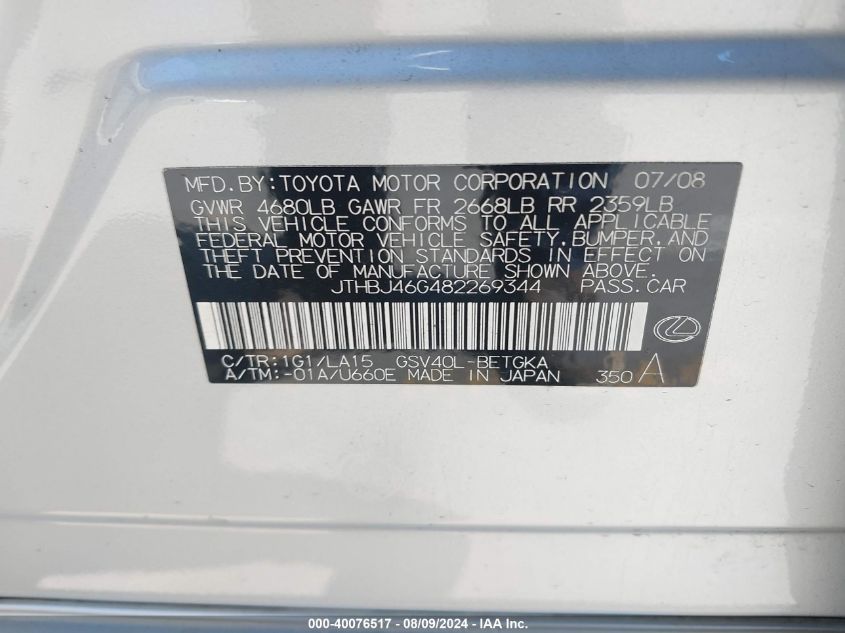 MFD.BY:TOYOTA MOTOR CORPORATION 07/08
GVWR 4680LB GAWR FR 2668LB RR 2359LB
THIS VEHICLE CONFORMS TO ALL APPLICABLE
FEDERAL MOTOR VEHICLE SAFETY,BUMPER,AND
THEFT PREVENTION STANDARDS IN EFFECT ON
THE DATE OF MANUFACTURE SHOWN ABOVE.
JTHBJ46G482269344 PASS.CAR
C/TR:1G1/LA15 GSV40L-BETGKA
A/TM:-01A/U660E MADE IN JAPAN 350 A
000-40076517 - 08/09/2024 - IAA Inc.